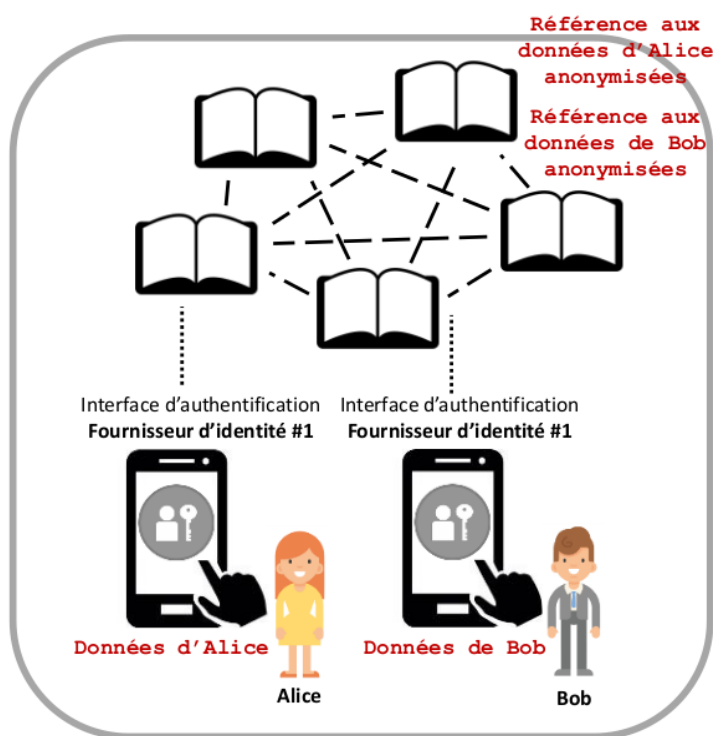 Référence aux
données d'Alice
anonymisées
Référence aux
données de Bob
anonymisées
Interface d'authentification
Fournisseur d'identité #1
Interface d'authentification
Fournisseur d'identité #1
Données d'Alice
Données de Bob
Alice
Bob